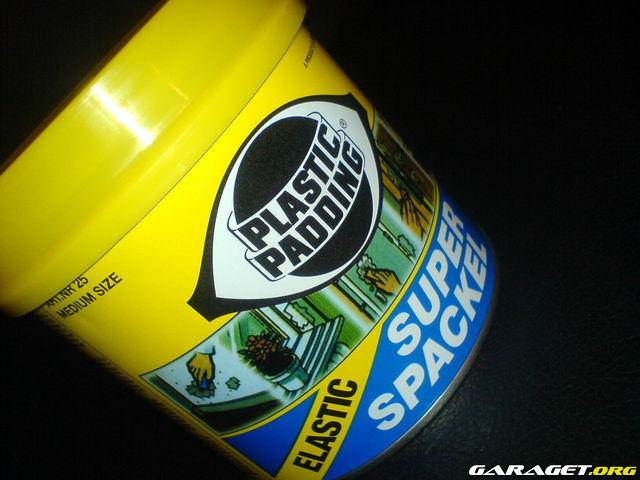 PLASTIC
PADDING
®
ART.NR 25
MEDIUM SIZE
ELASTIC
SUPER
SPACKEL
GARAGET.ORG